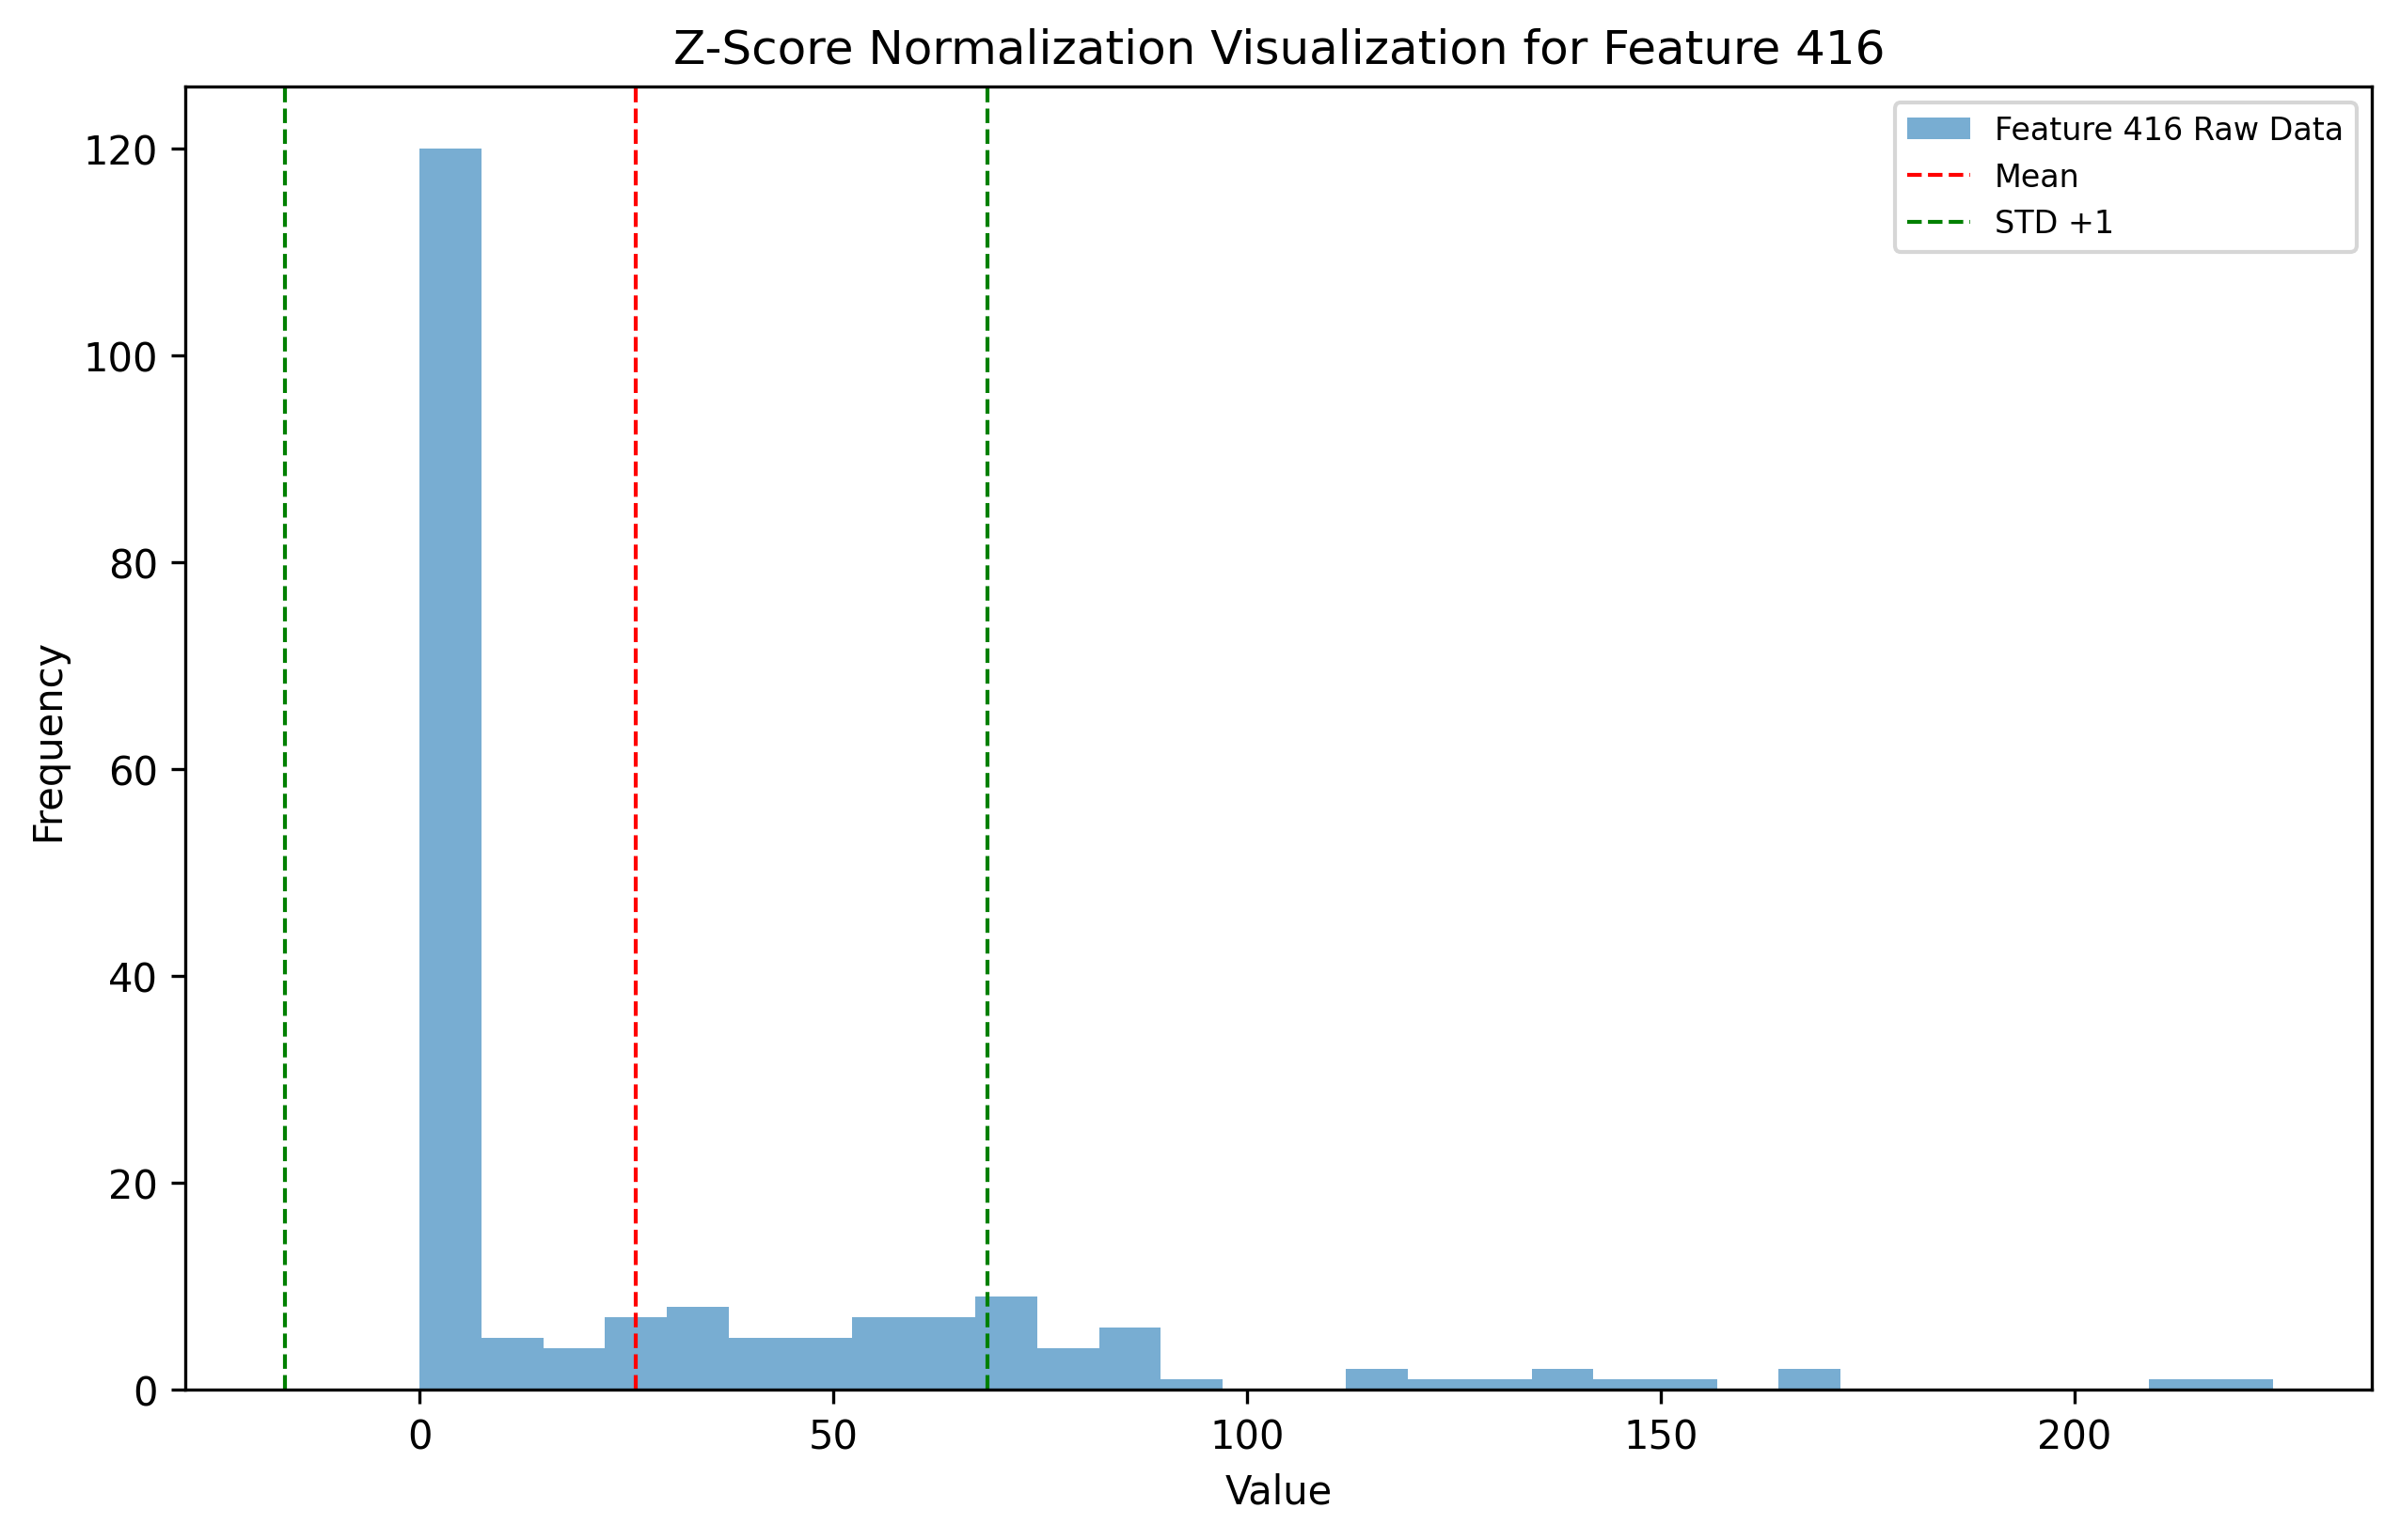 Z-Score Normalization Visualization for Feature 416
Feature 416 Raw Data
Mean
STD +1
120
100
80
60
40
20
0
Frequency
0 50 100 150 200
Value